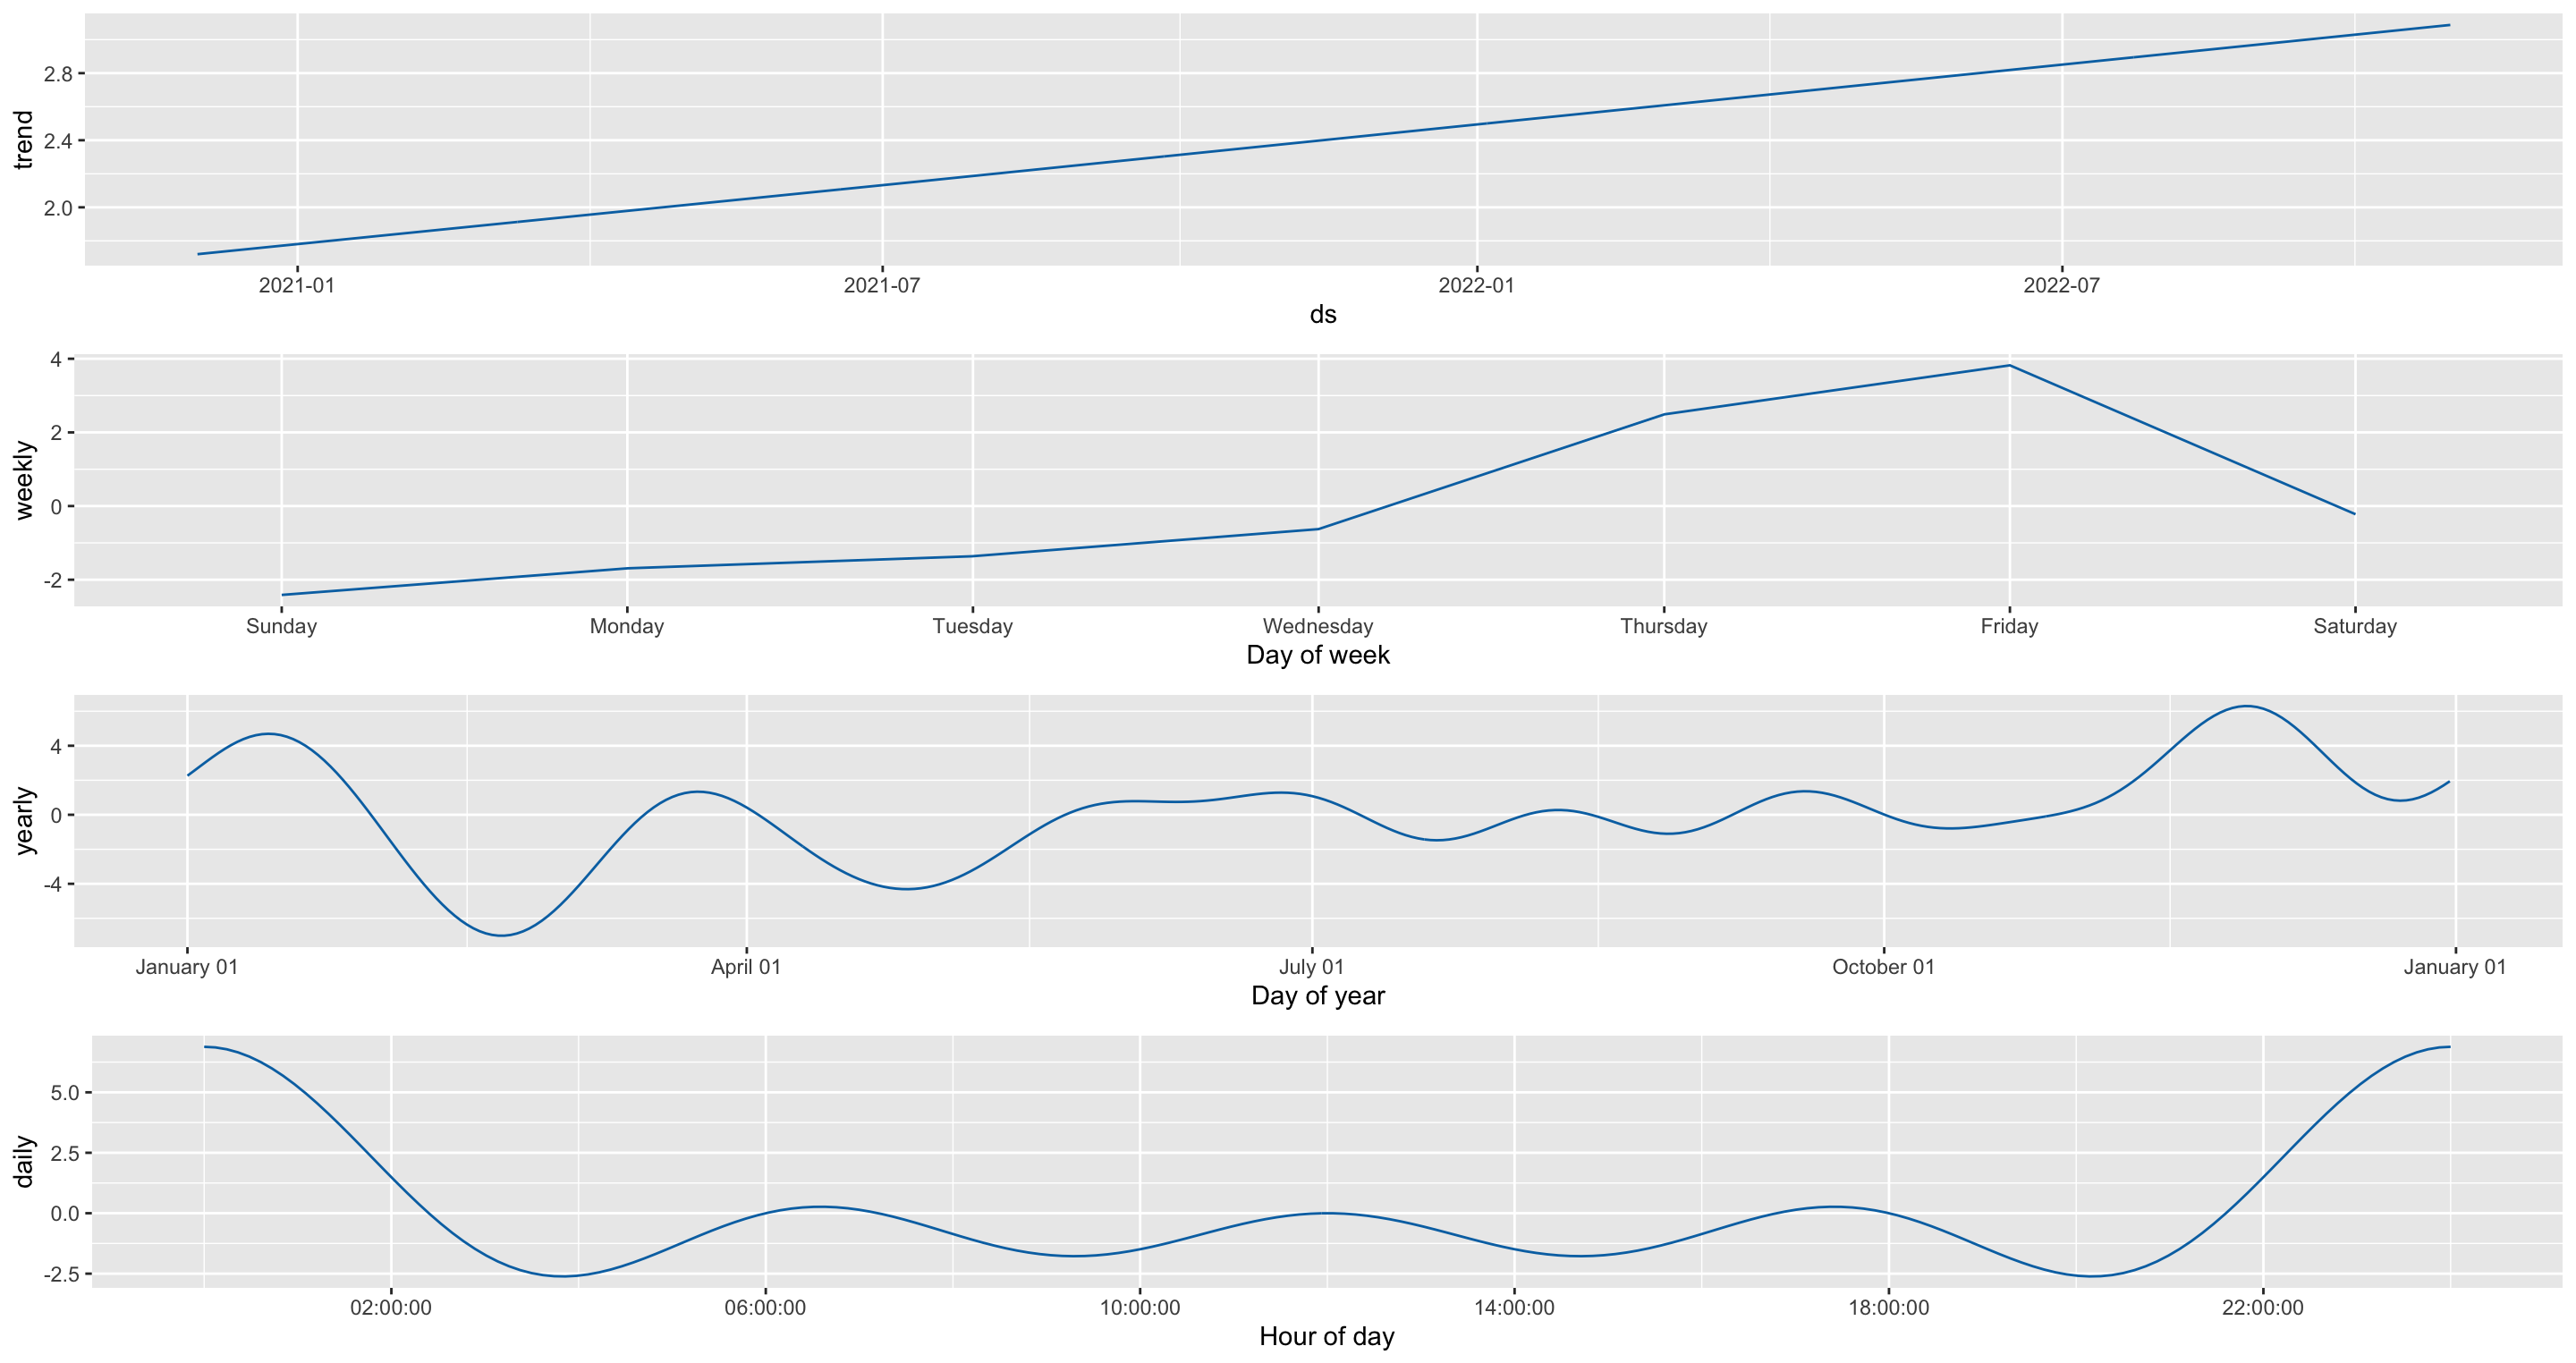 trend
2.8
2.4
2.0
2021-01 2021-07 2022-01 2022-07
ds
weekly
4
2
0
-2
Sunday Monday Tuesday Wednesday Thursday Friday Saturday
Day of week
yearly
4
0
-4
January 01 April 01 July 01 October 01 January 01
Day of year
daily
5.0
2.5
0.0
-2.5
02:00:00 06:00:00 10:00:00 14:00:00 18:00:00 22:00:00
Hour of day